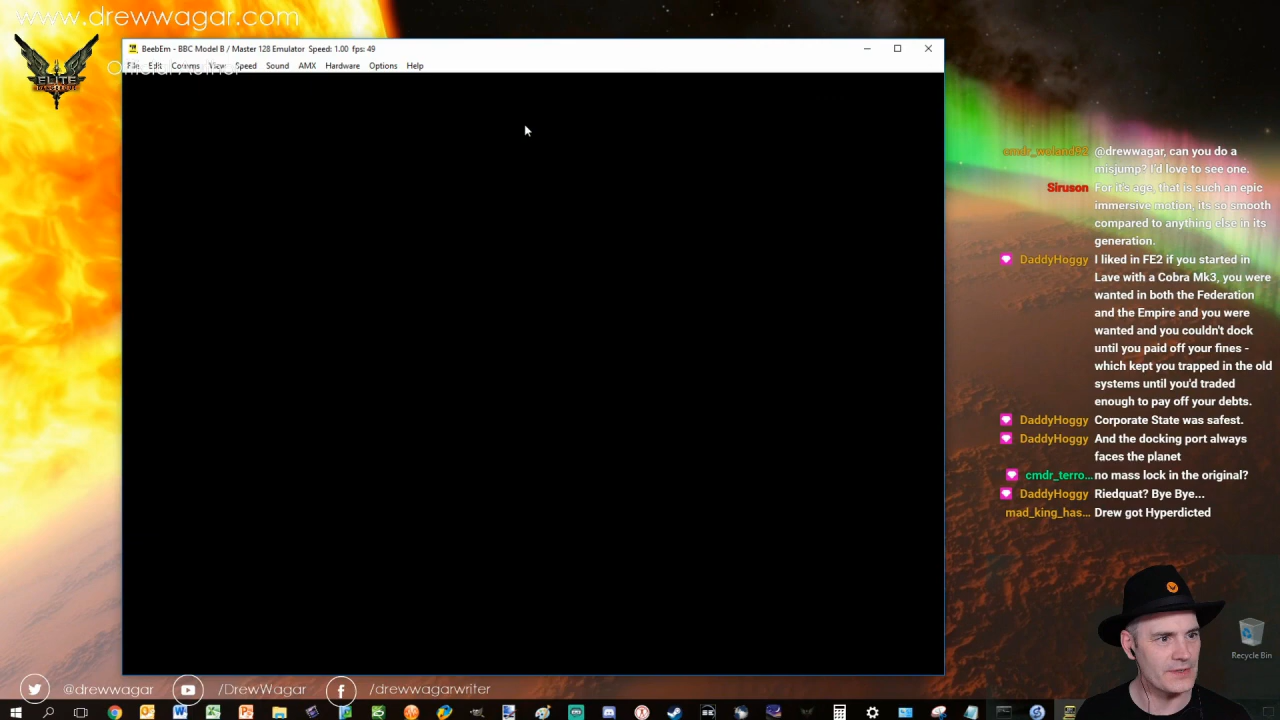 www.drewwagar.com
ELITE
DANGEROUS
Official Author
BeebEm - BBC Model B / Master 128 Emulator Speed: 1.00 fps: 49
File Edit Comms View Speed Sound AMX Hardware Options Help
cmdr_woland92 @drewwagar, can you do a
misjump? I'd love to see one.
Siruson For it's age, that is such an epic
immersive motion, its so smooth
compared to anything else in its
generation.
DaddyHoggy I liked in FE2 if you started in
Lave with a Cobra Mk3, you were
wanted in both the Federation
and the Empire and you were
wanted and you couldn't dock
until you paid off your fines -
which kept you trapped in the old
systems until you'd traded
enough to pay off your debts.
DaddyHoggy Corporate State was safest.
DaddyHoggy And the docking port always
faces the planet
cmdr_terro... no mass lock in the original?
DaddyHoggy Riedquat? Bye Bye...
mad_king_has... Drew got Hyperdicted
Recycle Bin
@drewwagar /DrewWagar /drewwagarwriter